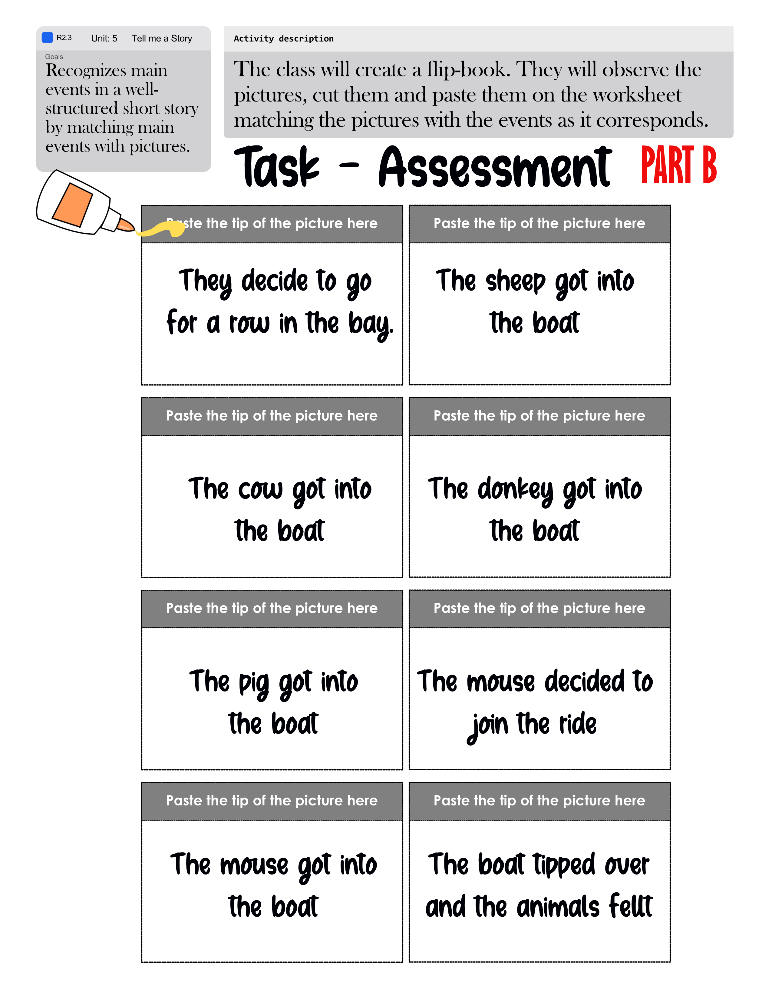 R2.3 Unit: 5 Tell me a Story
Goals
Recognizes main
events in a well-
structured short story
by matching main
events with pictures.
Activity description
The class will create a flip-book. They will observe the
pictures, cut them and paste them on the worksheet
matching the pictures with the events as it corresponds.
Task - Assessment PART B
Paste the tip of the picture here
They decide to go
for a row in the bay.
Paste the tip of the picture here
The sheep got into
the boat
Paste the tip of the picture here
The cow got into
the boat
Paste the tip of the picture here
The donkey got into
the boat
Paste the tip of the picture here
The pig got into
the boat
Paste the tip of the picture here
The mouse decided to
join the ride
Paste the tip of the picture here
The mouse got into
the boat
Paste the tip of the picture here
The boat tipped over
and the animals fellt